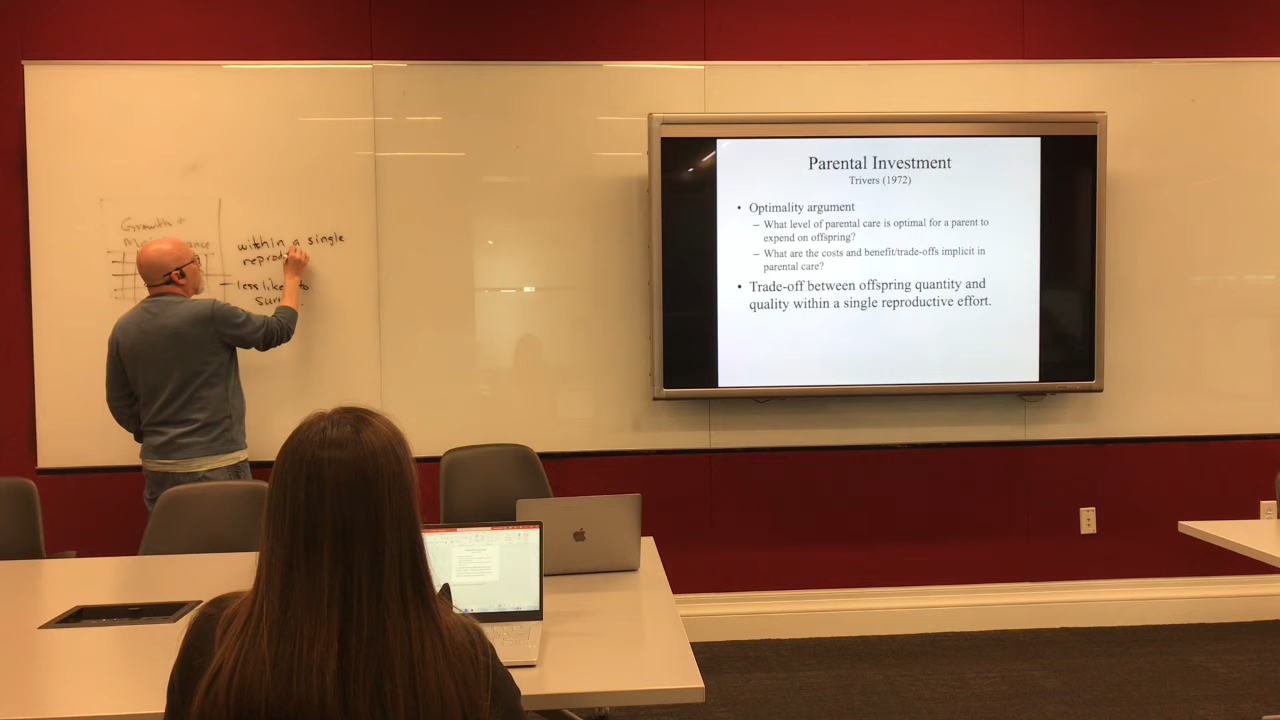 Growth +
within a single
less
Parental Investment
Trivers (1972)
• Optimality argument
– What level of parental care is optimal for a parent to
expend on offspring?
– What are the costs and benefit/trade-offs implicit in
parental care?
• Trade-off between offspring quantity and
quality within a single reproductive effort.